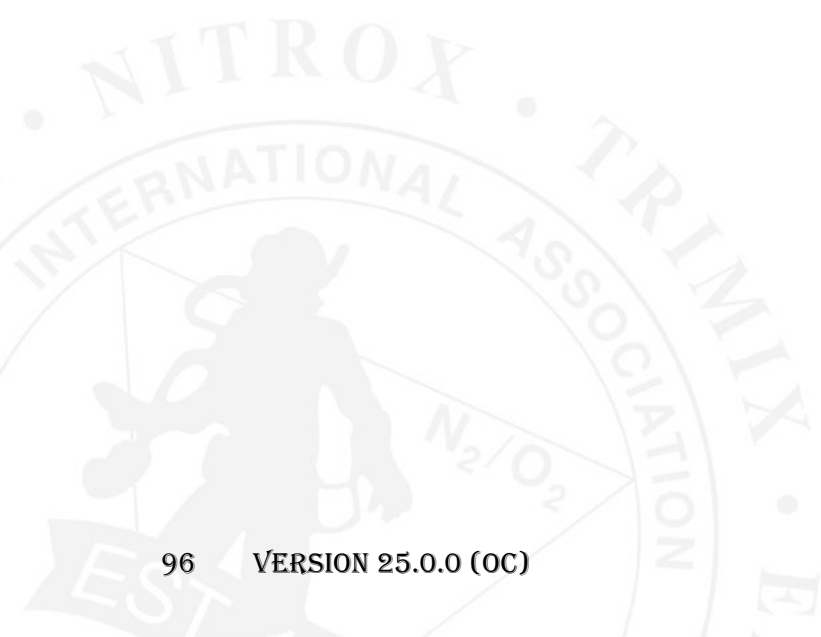 • NITROX • TRIMIX •
INTERNATIONAL ASSOCIATION
N₂/O₂
EST
96 VERSION 25.0.0 (OC)